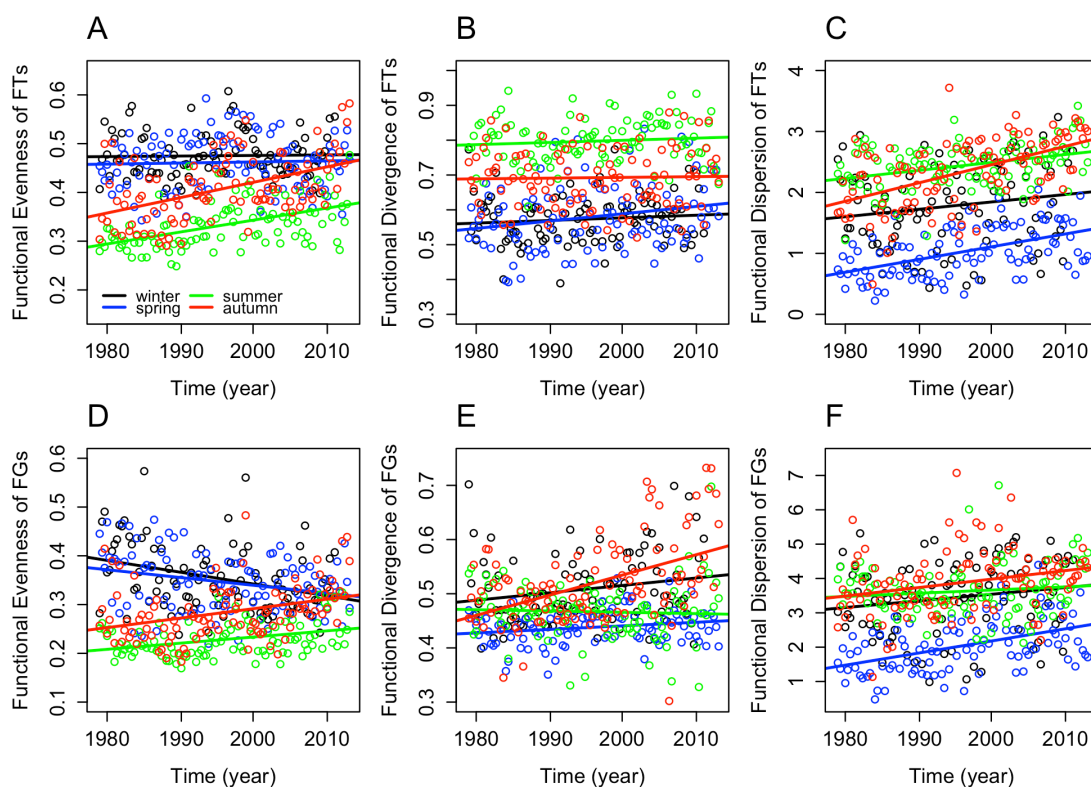 A
Functional Evenness of FTs
0.6
0.5
0.4
0.3
0.2
winter
summer
spring
autumn
1980
1990
2000
2010
Time (year)
B
Functional Divergence of FTs
0.9
0.7
0.5
0.3
1980
1990
2000
2010
Time (year)
C
Functional Dispersion of FTs
4
3
2
1
0
1980
1990
2000
2010
Time (year)
D
Functional Evenness of FGs
0.6
0.5
0.4
0.3
0.2
0.1
1980
1990
2000
2010
Time (year)
E
Functional Divergence of FGs
0.7
0.6
0.5
0.4
0.3
1980
1990
2000
2010
Time (year)
F
Functional Dispersion of FGs
7
6
5
4
3
2
1
1980
1990
2000
2010
Time (year)